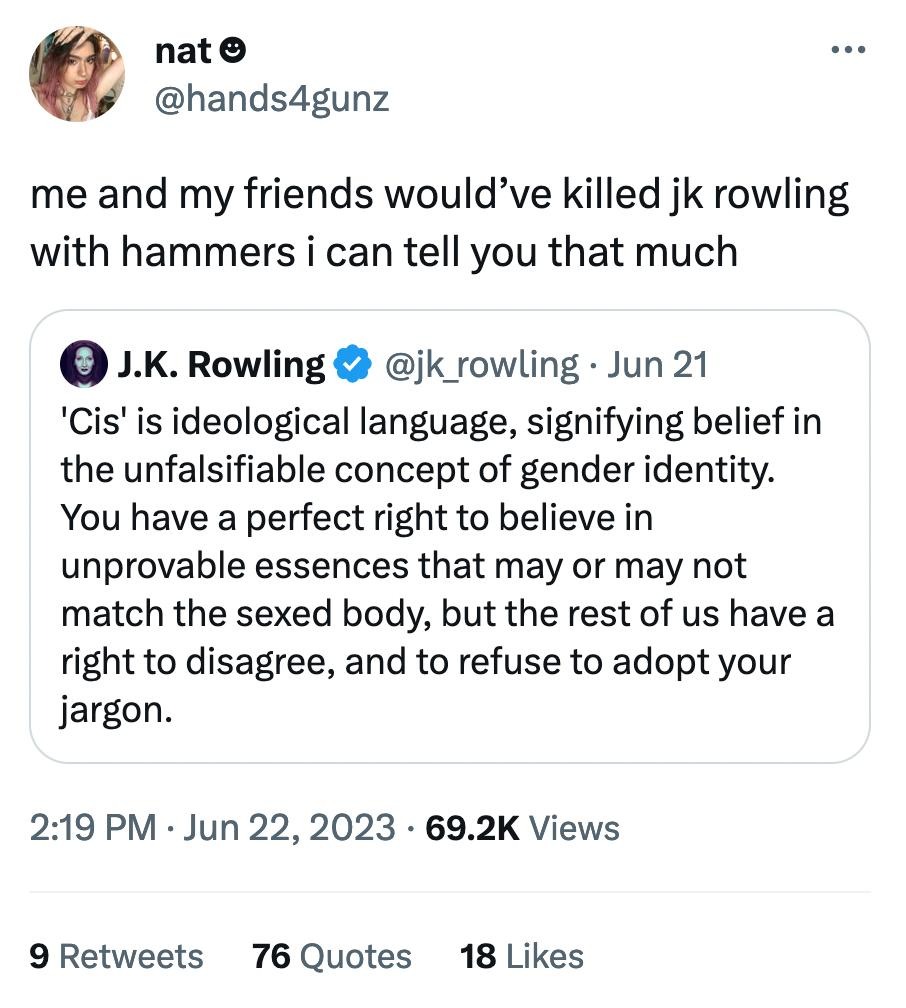 nat
@hands4gunz
me and my friends would’ve killed jk rowling
with hammers i can tell you that much
J.K. Rowling @jk_rowling · Jun 21
'Cis' is ideological language, signifying belief in
the unfalsifiable concept of gender identity.
You have a perfect right to believe in
unprovable essences that may or may not
match the sexed body, but the rest of us have a
right to disagree, and to refuse to adopt your
jargon.
2:19 PM · Jun 22, 2023 · 69.2K Views
9 Retweets 76 Quotes 18 Likes